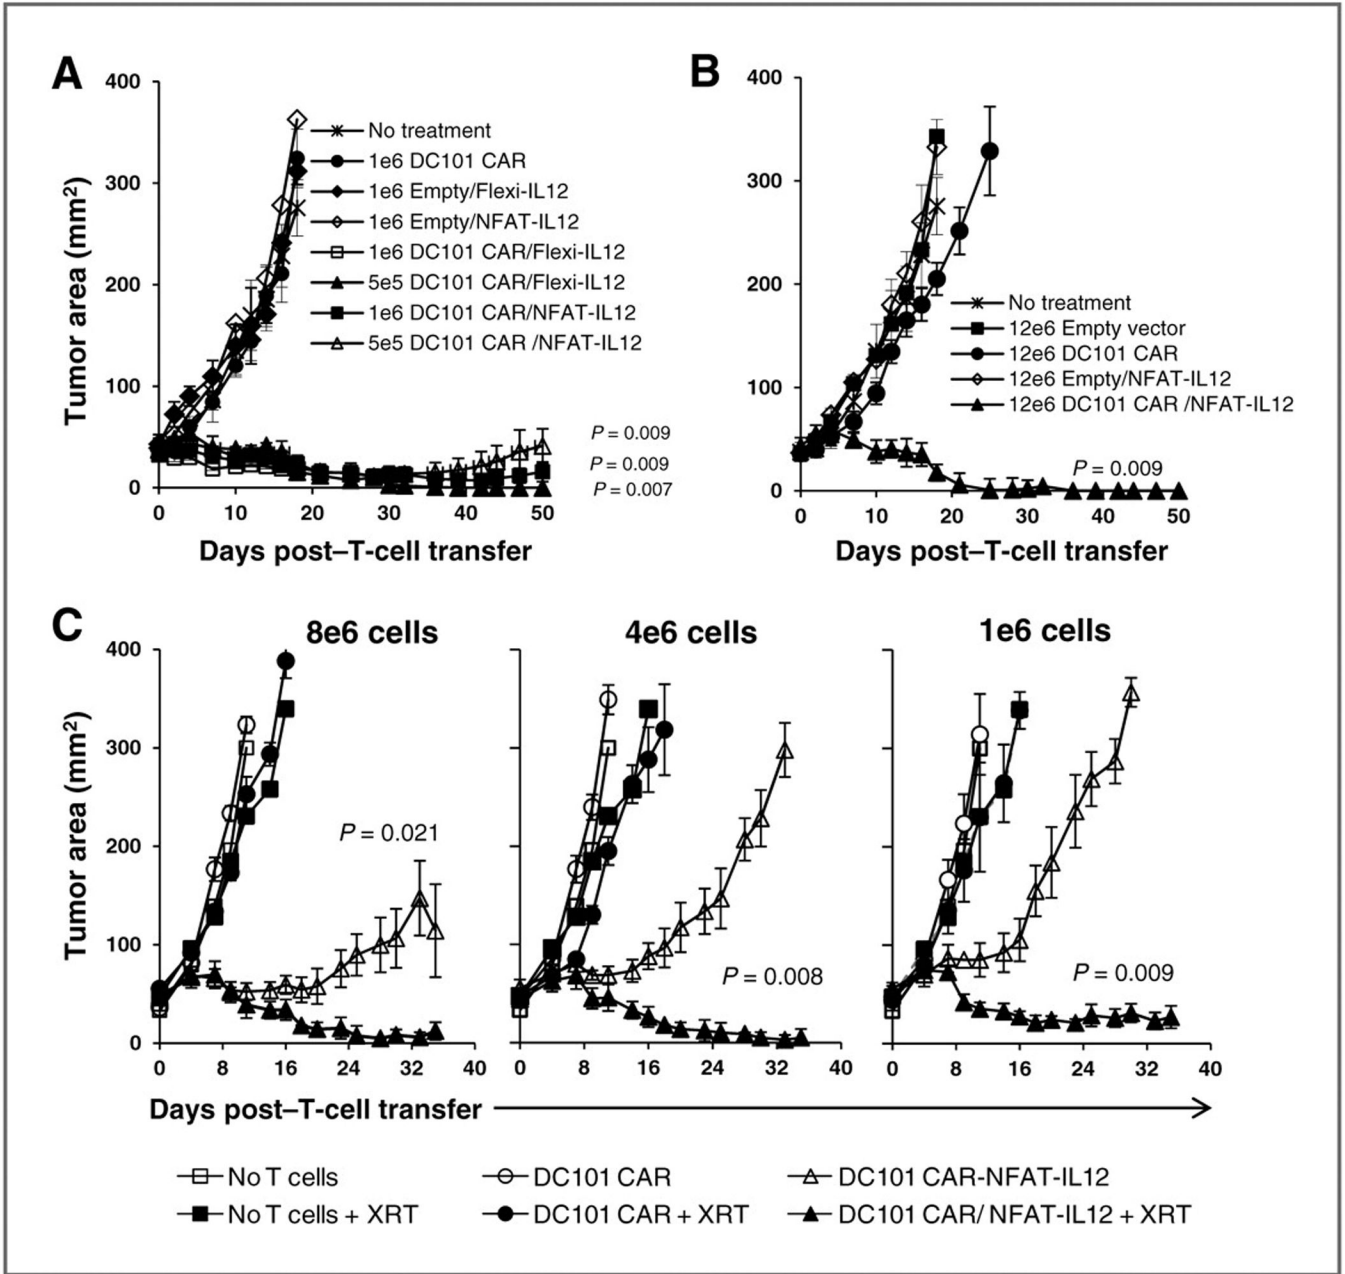 A
400
300
200
100
0
Tumor area (mm²)
No treatment
1e6 DC101 CAR
1e6 Empty/Flexi-IL12
1e6 Empty/NFAT-IL12
1e6 DC101 CAR/Flexi-IL12
5e5 DC101 CAR/Flexi-IL12
1e6 DC101 CAR/NFAT-IL12
5e5 DC101 CAR /NFAT-IL12
P = 0.009
P = 0.009
P = 0.007
0 10 20 30 40 50
Days post–T-cell transfer
B
400
300
200
100
0
No treatment
12e6 Empty vector
12e6 DC101 CAR
12e6 Empty/NFAT-IL12
12e6 DC101 CAR /NFAT-IL12
P = 0.009
0 10 20 30 40 50
Days post–T-cell transfer
C
8e6 cells
400
300
200
100
0
Tumor area (mm²)
P = 0.021
0 8 16 24 32 40
4e6 cells
P = 0.008
0 8 16 24 32 40
1e6 cells
P = 0.009
0 8 16 24 32 40
Days post–T-cell transfer
No T cells
DC101 CAR
DC101 CAR-NFAT-IL12
No T cells + XRT
DC101 CAR + XRT
DC101 CAR/ NFAT-IL12 + XRT